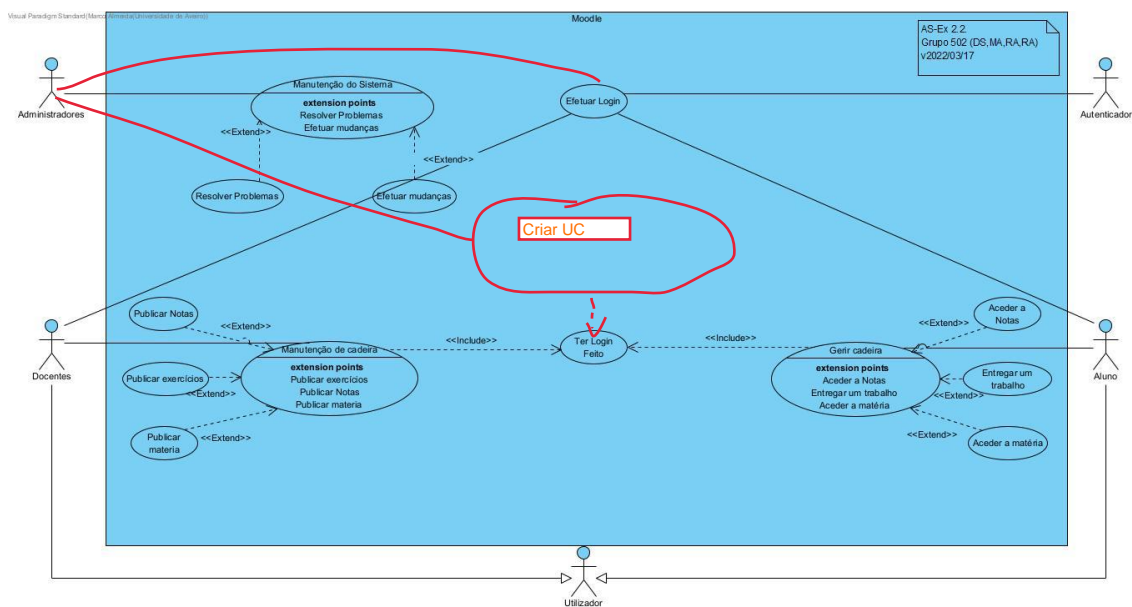 Visual Paradigm Standard(Marco Almeida(Universidade de Aveiro)
Moodle
AS-Ex 2.2.
Grupo 502 (DS,MA,RA,RA)
v2022/03/17
Administradores
Manutenção do Sistema
extension points
Resolver Problemas
Efetuar mudanças
Efetuar Login
Autenticador
<<Extend>>
<<Extend>>
Resolver Problemas
Efetuar mudanças
Criar UC
Publicar Notas
<<Extend>>
Aceder a
Notas
<<Extend>>
<<Include>>
Ter Login
Feito
<<Include>>
Docentes
Manutenção de cadeira
extension points
Publicar exercícios
Publicar Notas
Publicar materia
Gerir cadeira
extension points
Aceder a Notas
Entregar um trabalho
Aceder a matéria
Aluno
Publicar exercícios
<<Extend>>
Entregar um
trabalho
<<Extend>>
Publicar
materia
<<Extend>>
<<Extend>>
Aceder a matéria
Utilizador